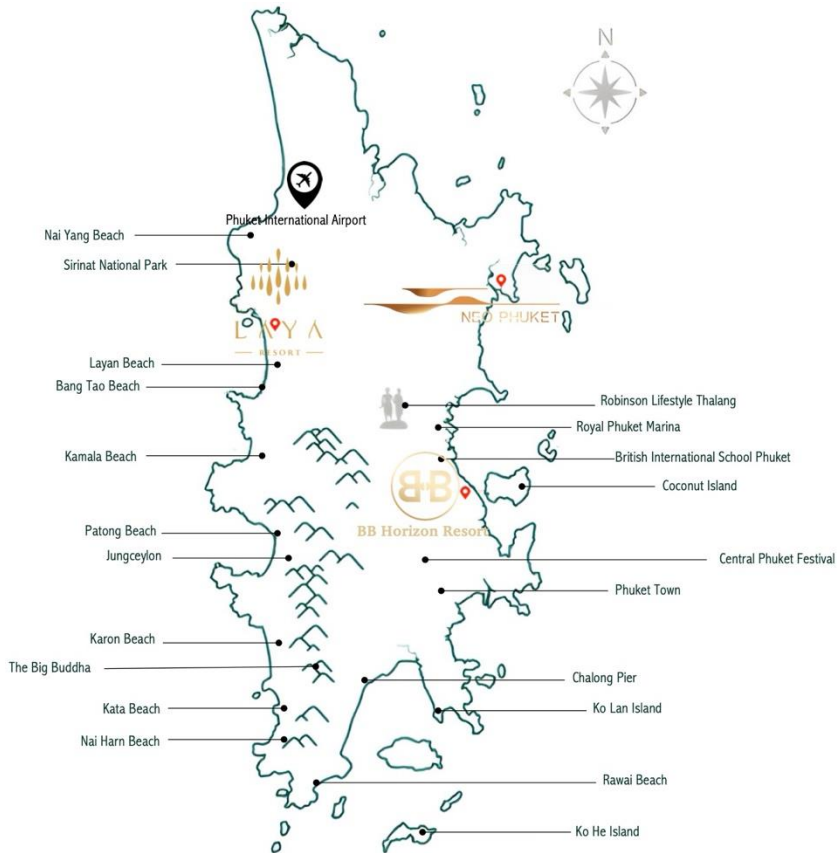 N
Phuket International Airport
Nai Yang Beach
Sirinat National Park
LAYA
RESORT
NEO PHUKET
Layan Beach
Bang Tao Beach
Robinson Lifestyle Thalang
Royal Phuket Marina
Kamala Beach
British International School Phuket
Coconut Island
BB
BB Horizon Resort
Patong Beach
Jungceylon
Central Phuket Festival
Phuket Town
Karon Beach
The Big Buddha
Chalong Pier
Kata Beach
Ko Lan Island
Nai Harn Beach
Rawai Beach
Ko He Island